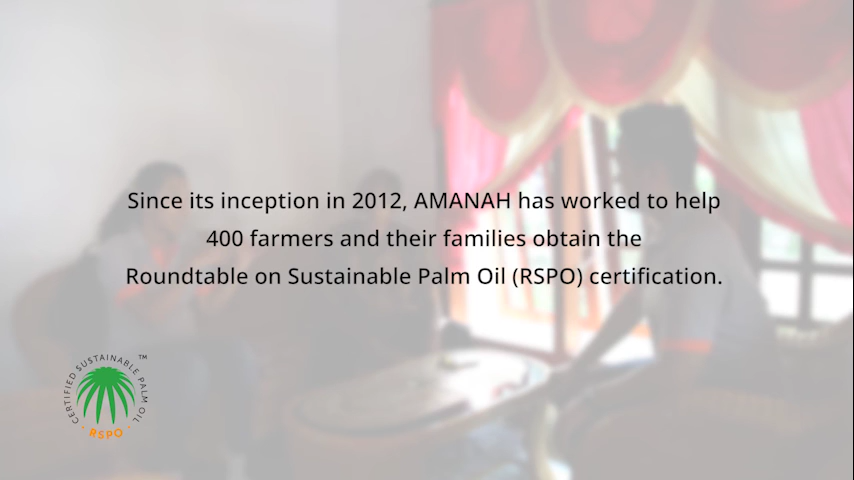 Since its inception in 2012, AMANAH has worked to help
400 farmers and their families obtain the
Roundtable on Sustainable Palm Oil (RSPO) certification.
CERTIFIED SUSTAINABLE PALM OIL ™
RSPO